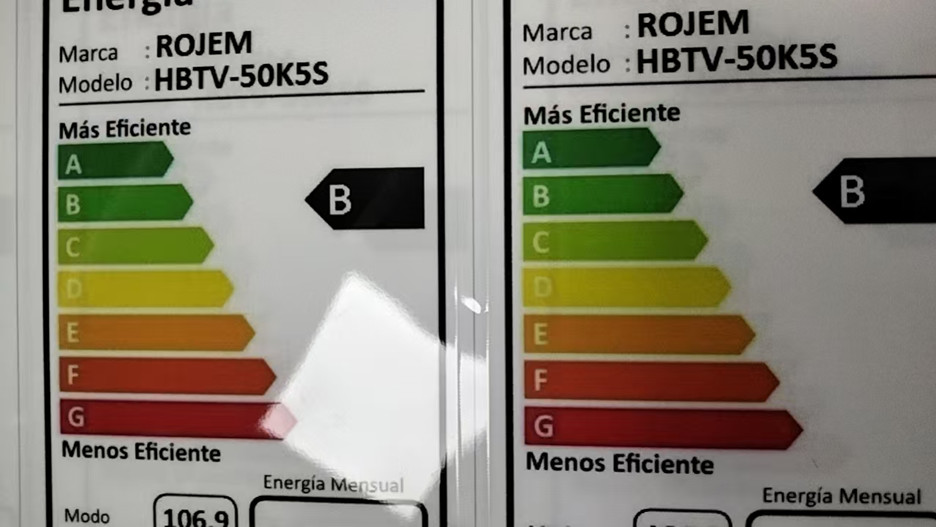 Energía
Marca : ROJEM
Modelo : HBTV-50K5S
Más Eficiente
A
B
C
D
E
F
G
B
Menos Eficiente
Energía Mensual
Modo
106.9
Marca : ROJEM
Modelo : HBTV-50K5S
Más Eficiente
A
B
C
D
E
F
G
B
Menos Eficiente
Energía Mensual